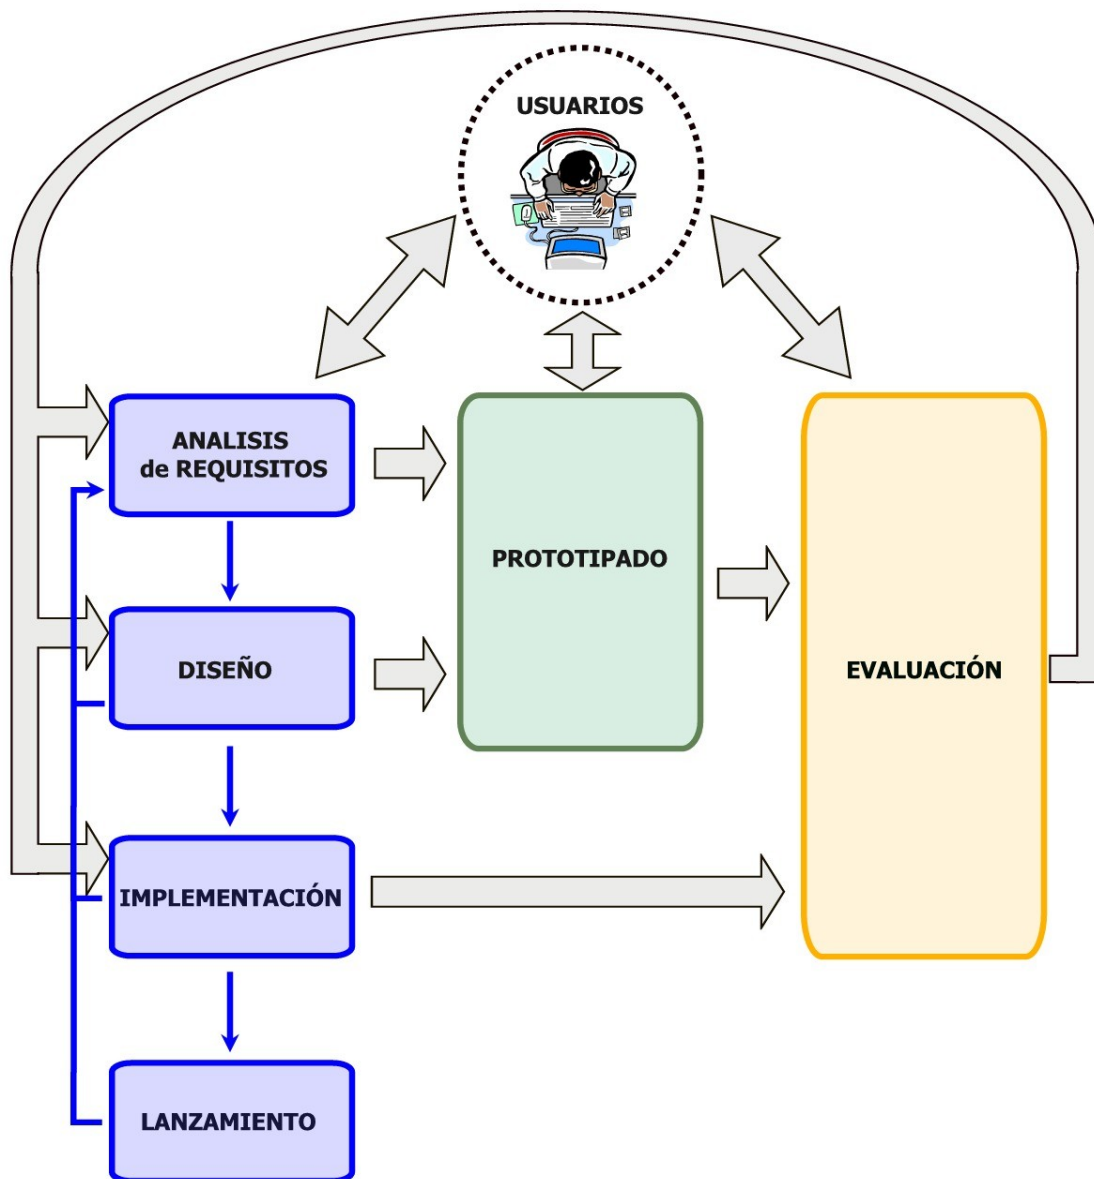 USUARIOS
ANALISIS
de REQUISITOS
PROTOTIPADO
DISEÑO
EVALUACIÓN
IMPLEMENTACIÓN
LANZAMIENTO